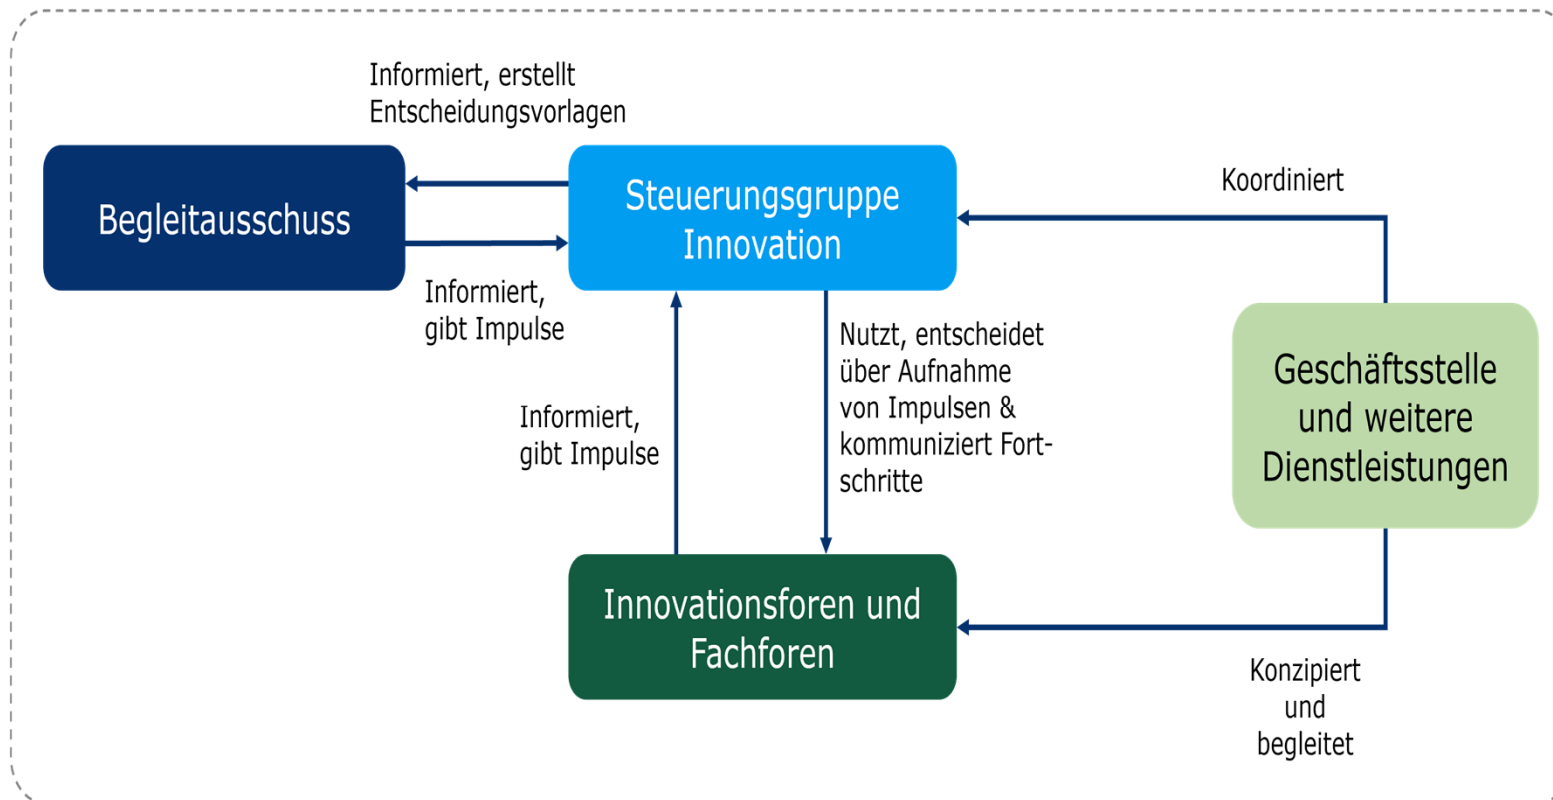 Informiert, erstellt
Entscheidungsvorlagen
Begleitausschuss
Steuerungsgruppe
Innovation
Koordiniert
Informiert,
gibt Impulse
Nutzt, entscheidet
über Aufnahme
von Impulsen &
kommuniziert Fort-
schritte
Informiert,
gibt Impulse
Geschäftsstelle
und weitere
Dienstleistungen
Innovationsforen und
Fachforen
Konzipiert
und
begleitet